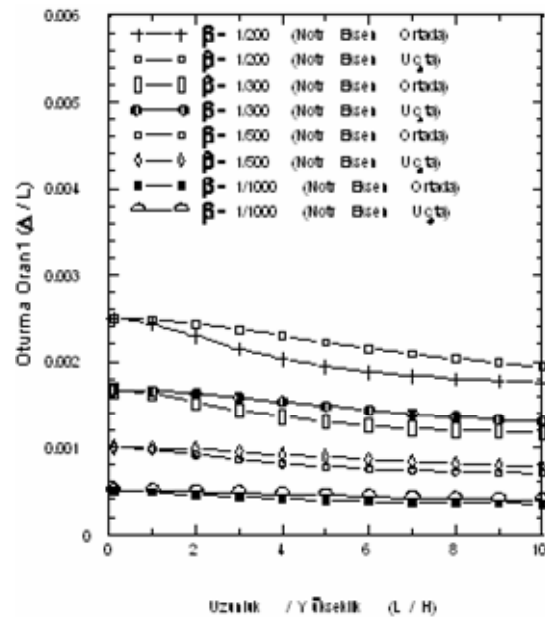 0.006
0.005
0.004
0.003
0.002
0.001
0
Oturma Oranı (Δ / L)
β= 1/200 (Notr Eksen Ortada)
β= 1/200 (Notr Eksen Uçta)
β= 1/300 (Notr Eksen Ortada)
β= 1/300 (Notr Eksen Uçta)
β= 1/500 (Notr Eksen Ortada)
β= 1/500 (Notr Eksen Uçta)
β= 1/1000 (Notr Eksen Ortada)
β= 1/1000 (Notr Eksen Uçta)
0 2 4 6 8 10
Uzunluk / Yükseklik (L / H)